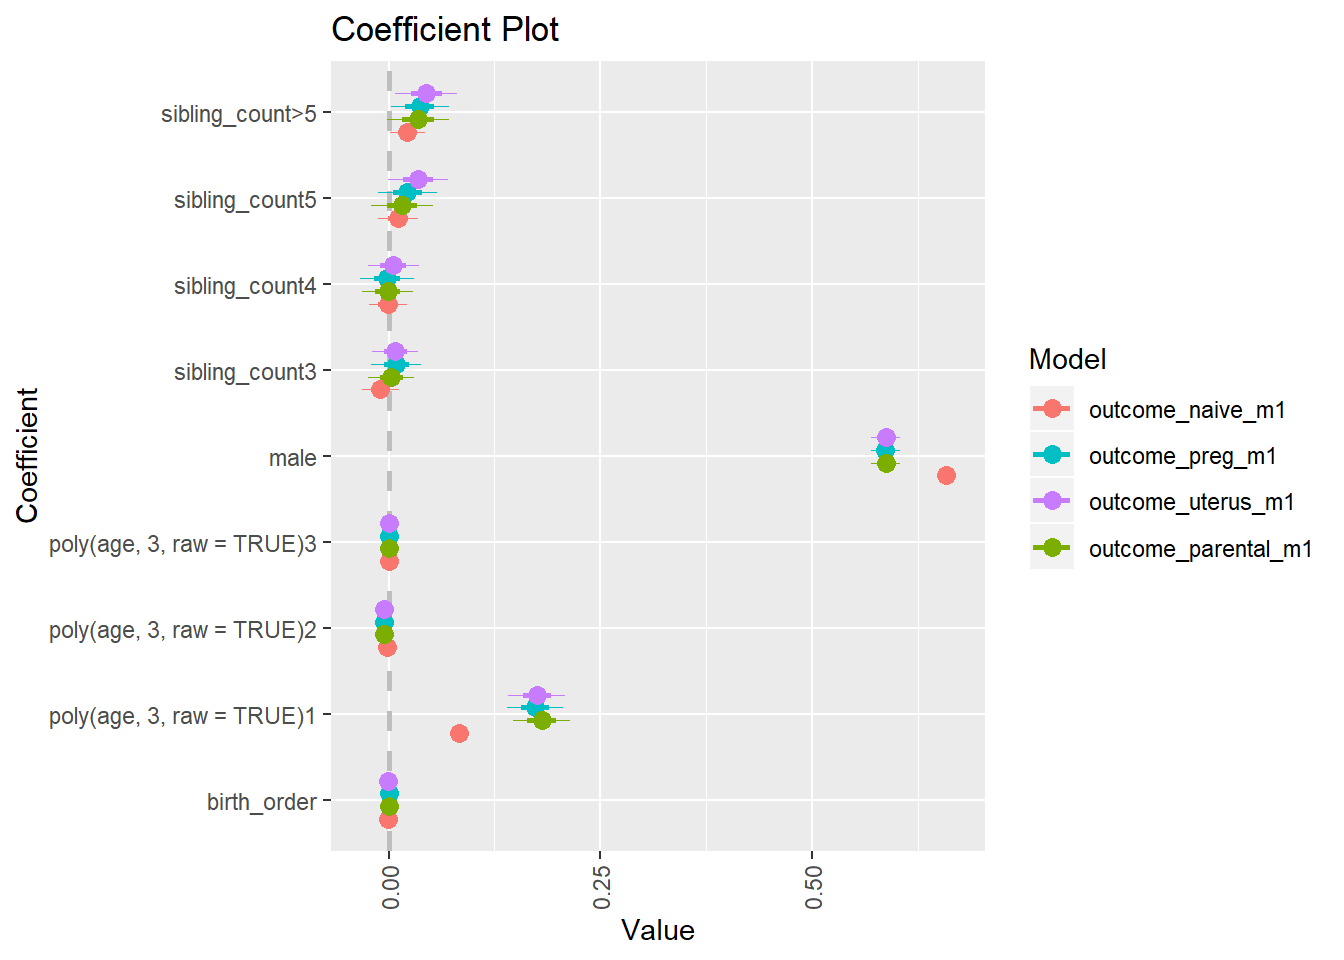 Coefficient Plot
sibling_count>5
sibling_count5
sibling_count4
sibling_count3
male
poly(age, 3, raw = TRUE)3
poly(age, 3, raw = TRUE)2
poly(age, 3, raw = TRUE)1
birth_order
Coefficient
0.00
0.25
0.50
Value
Model
outcome_naive_m1
outcome_preg_m1
outcome_uterus_m1
outcome_parental_m1